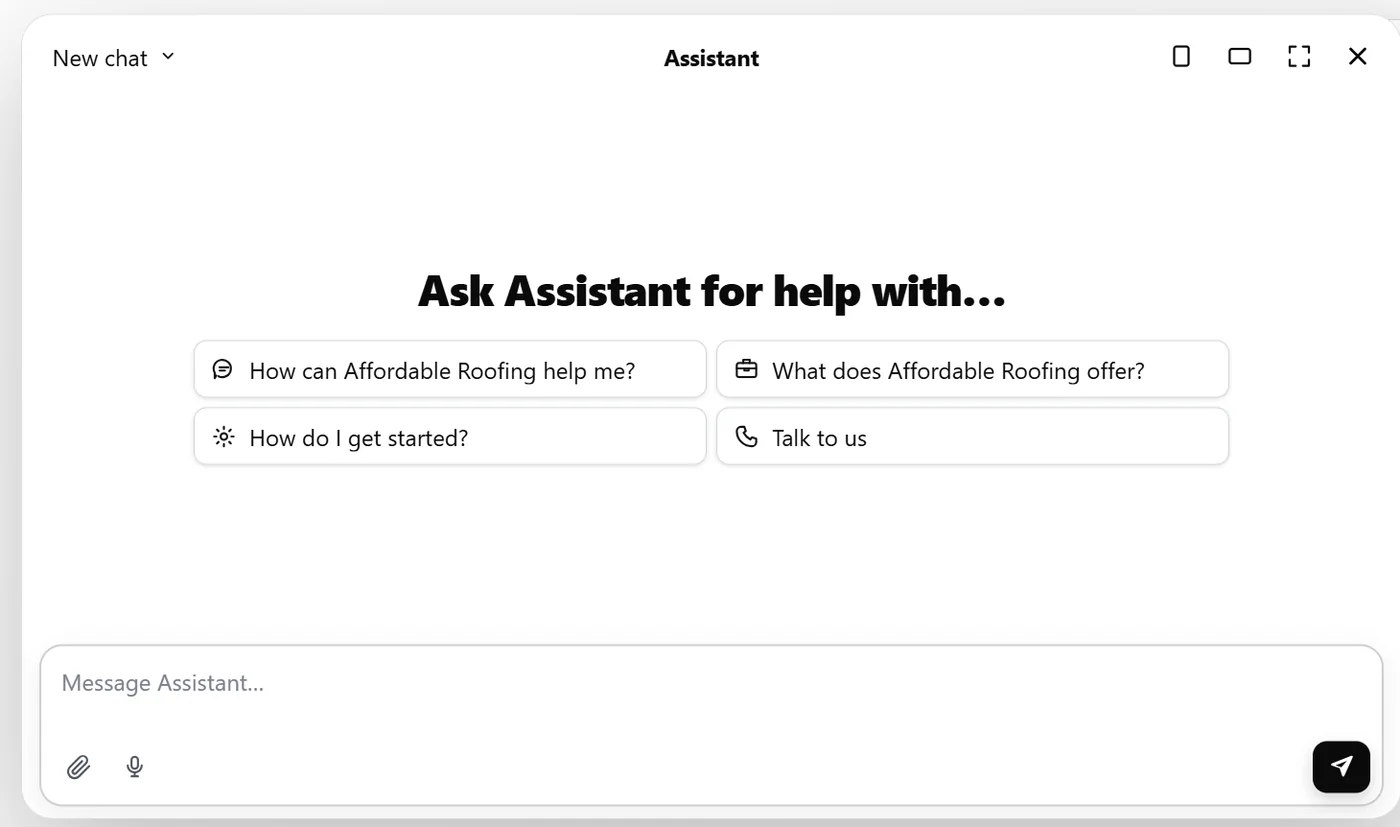 New chat
Assistant
Ask Assistant for help with...
How can Affordable Roofing help me?
What does Affordable Roofing offer?
How do I get started?
Talk to us
Message Assistant...